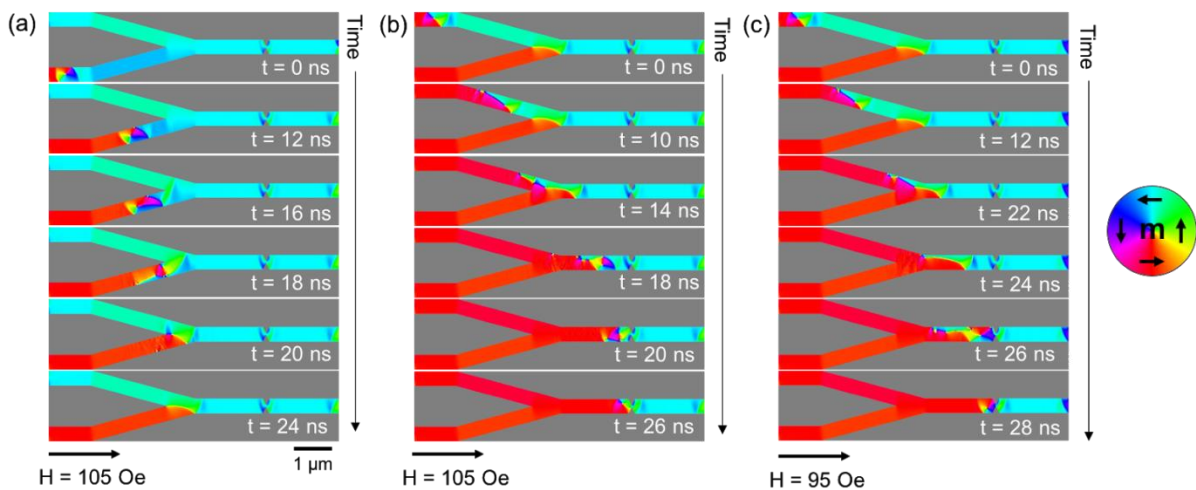 (a)
Time
t = 0 ns
t = 12 ns
t = 16 ns
t = 18 ns
t = 20 ns
t = 24 ns
H = 105 Oe
1 µm
(b)
Time
t = 0 ns
t = 10 ns
t = 14 ns
t = 18 ns
t = 20 ns
t = 26 ns
H = 105 Oe
(c)
Time
t = 0 ns
t = 12 ns
t = 22 ns
t = 24 ns
t = 26 ns
t = 28 ns
H = 95 Oe
m